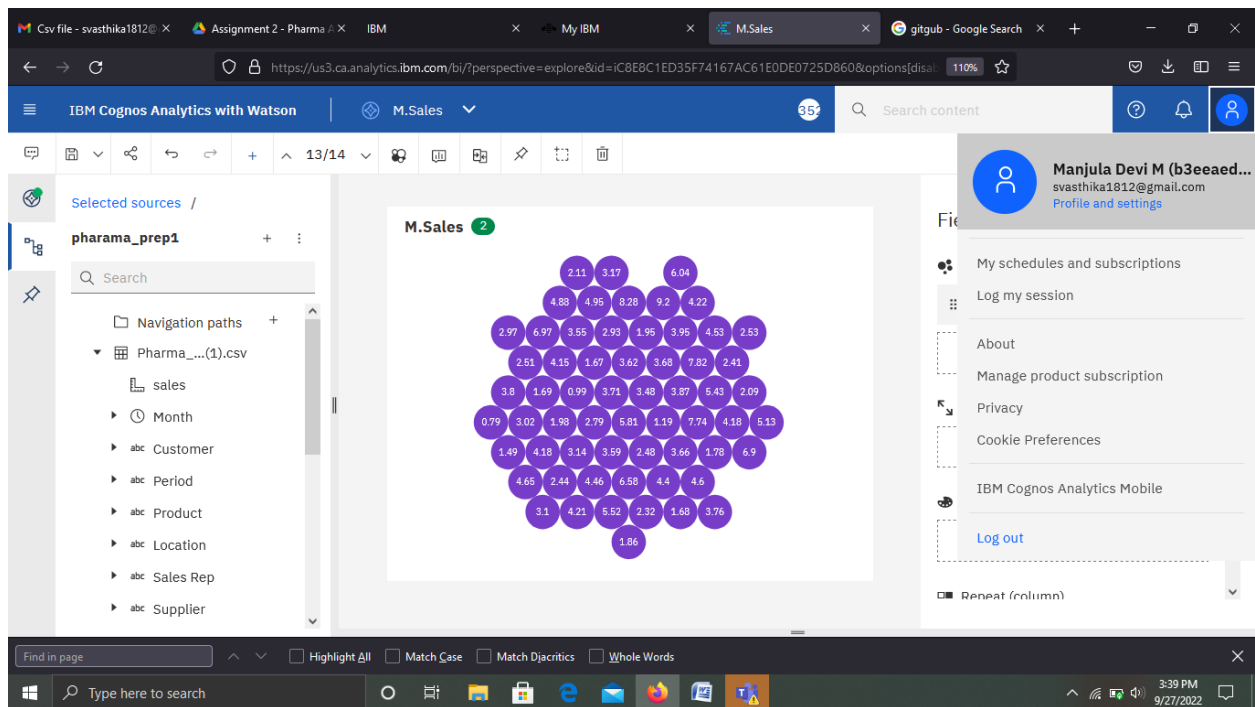 Csv file - svasthika1812@
Assignment 2 - Pharma A
IBM
My IBM
M.Sales
gitgub - Google Search
https://us3.ca.analytics.ibm.com/bi/?perspective=explore&id=iC8E8C1ED35F74167AC61E0DE0725D860&options[disab
110%
IBM Cognos Analytics with Watson
M.Sales
352
Search content
13/14
Manjula Devi M (b3eeaed...
svasthika1812@gmail.com
Profile and settings
My schedules and subscriptions
Log my session
About
Manage product subscription
Privacy
Cookie Preferences
IBM Cognos Analytics Mobile
Log out
Selected sources /
pharama_prep1
Search
Navigation paths
Pharma_...(1).csv
sales
Month
abc Customer
abc Period
abc Product
abc Location
abc Sales Rep
abc Supplier
M.Sales 2
2.11 3.17 6.04
4.88 4.95 8.28 9.2 4.22
2.97 6.97 3.55 2.93 1.95 3.95 4.53 2.53
2.51 4.15 1.67 3.62 3.68 7.82 2.41
3.8 1.69 0.99 3.71 3.48 3.87 5.43 2.09
0.79 3.02 1.98 2.79 5.81 1.19 7.74 4.18 5.13
1.49 4.18 3.14 3.59 2.48 3.66 1.78 6.9
4.65 2.44 4.46 6.58 4.4 4.6
3.1 4.21 5.52 2.32 1.68 3.76
1.86
Fie
Repeat (column)
Find in page
Highlight All
Match Case
Match Diacritics
Whole Words
Type here to search
3:39 PM
9/27/2022